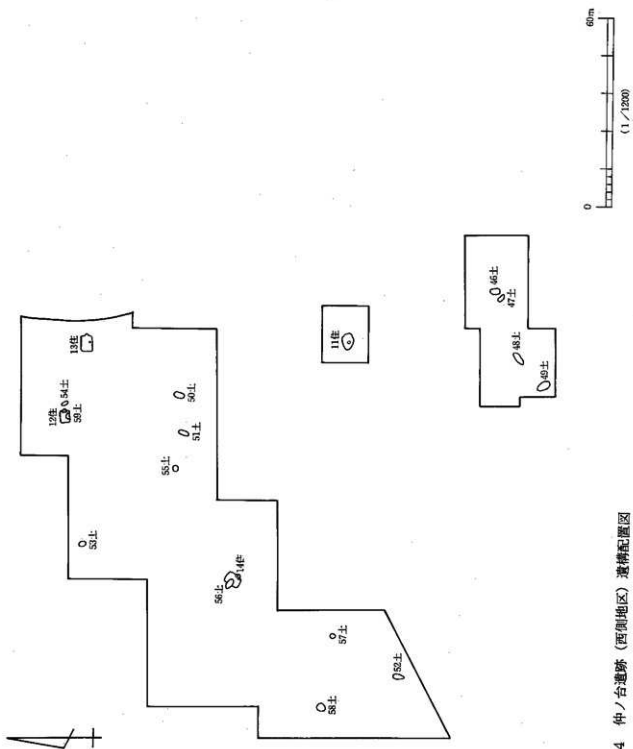 12住
59土
54土
13住
53土
55土
51土
50土
56土
14住
11住
46土
47土
48土
49土
57土
58土
52土
0
60m
(1/1200)
4 仲ノ台遺跡（西側地区）遺構配置図